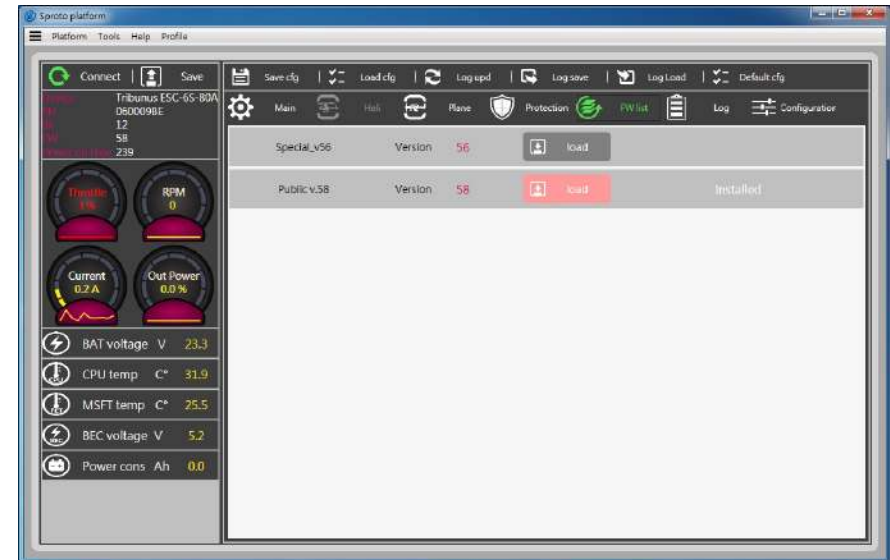 Sproto platform
Platform Tools Help Profile
Connect | Save
Save cfg | Load cfg | Log upd | Log save | Log Load | Default cfg
Tribunus ESC-6S-80A
0600098E
12
58
239
Main Heli Plane Protection FW list Log Configuration
Special_v56 Version 56 load
Public v.58 Version 58 load Installed
Throttle
1%
RPM
0
Current
0.2 A
Out Power
0.0 %
BAT voltage V 23.3
CPU temp C° 31.9
MSFT temp C° 25.5
BEC voltage V 5.2
Power cons Ah 0.0